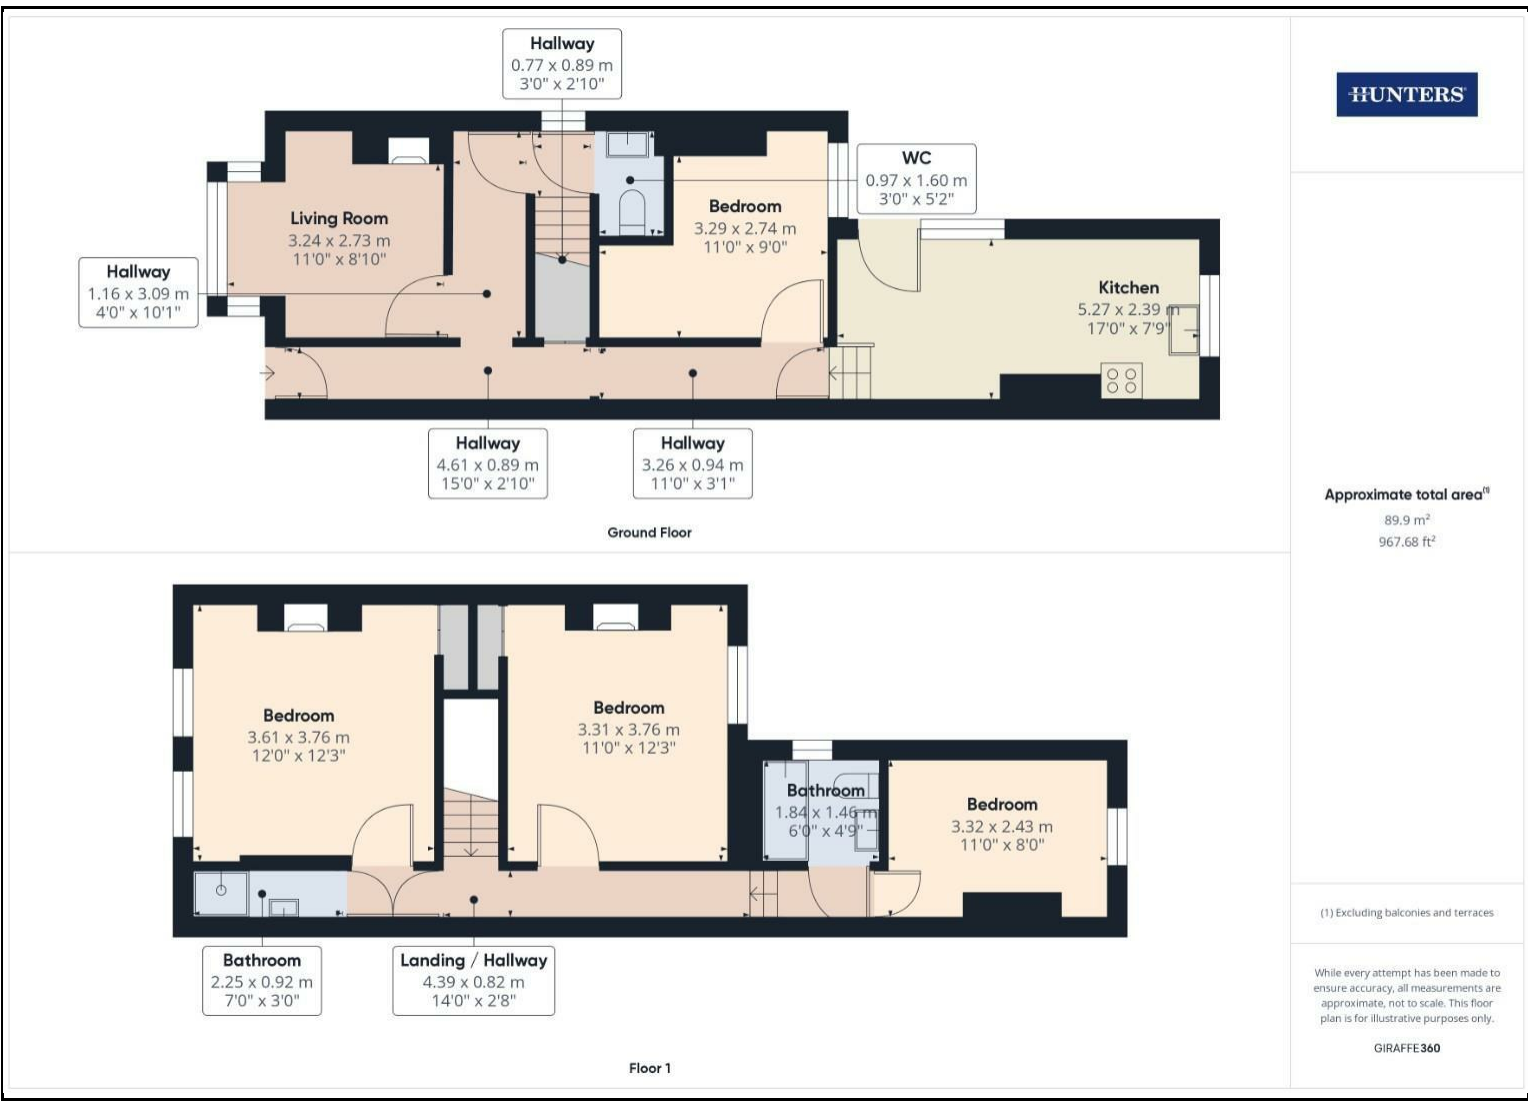 Hallway
0.77 x 0.89 m
3'0" x 2'10"
HUNTERS
WC
0.97 x 1.60 m
3'0" x 5'2"
Living Room
3.24 x 2.73 m
11'0" x 8'10"
Bedroom
3.29 x 2.74 m
11'0" x 9'0"
Hallway
1.16 x 3.09 m
4'0" x 10'1"
Kitchen
5.27 x 2.39 m
17'0" x 7'9"
Hallway
4.61 x 0.89 m
15'0" x 2'10"
Hallway
3.26 x 0.94 m
11'0" x 3'1"
Ground Floor
Approximate total area(1)
89.9 m²
967.68 ft²
Bedroom
3.61 x 3.76 m
12'0" x 12'3"
Bedroom
3.31 x 3.76 m
11'0" x 12'3"
Bathroom
1.84 x 1.46 m
6'0" x 4'9"
Bedroom
3.32 x 2.43 m
11'0" x 8'0"
Bathroom
2.25 x 0.92 m
7'0" x 3'0"
Landing / Hallway
4.39 x 0.82 m
14'0" x 2'8"
Floor 1
(1) Excluding balconies and terraces
While every attempt has been made to
ensure accuracy, all measurements are
approximate, not to scale. This floor
plan is for illustrative purposes only.
GIRAFFE360